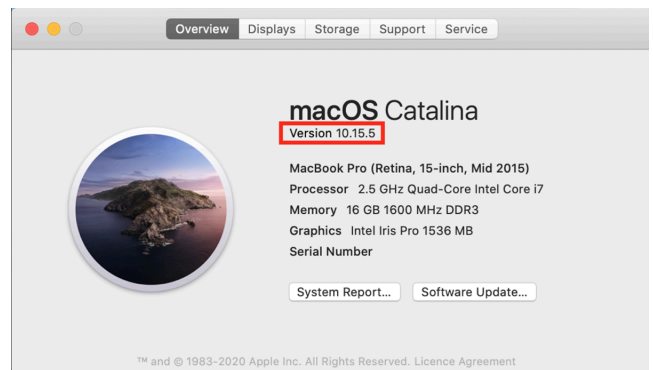 Overview Displays Storage Support Service
macOS Catalina
Version 10.15.5
MacBook Pro (Retina, 15-inch, Mid 2015)
Processor 2.5 GHz Quad-Core Intel Core i7
Memory 16 GB 1600 MHz DDR3
Graphics Intel Iris Pro 1536 MB
Serial Number
System Report... Software Update...
™ and © 1983-2020 Apple Inc. All Rights Reserved. Licence Agreement